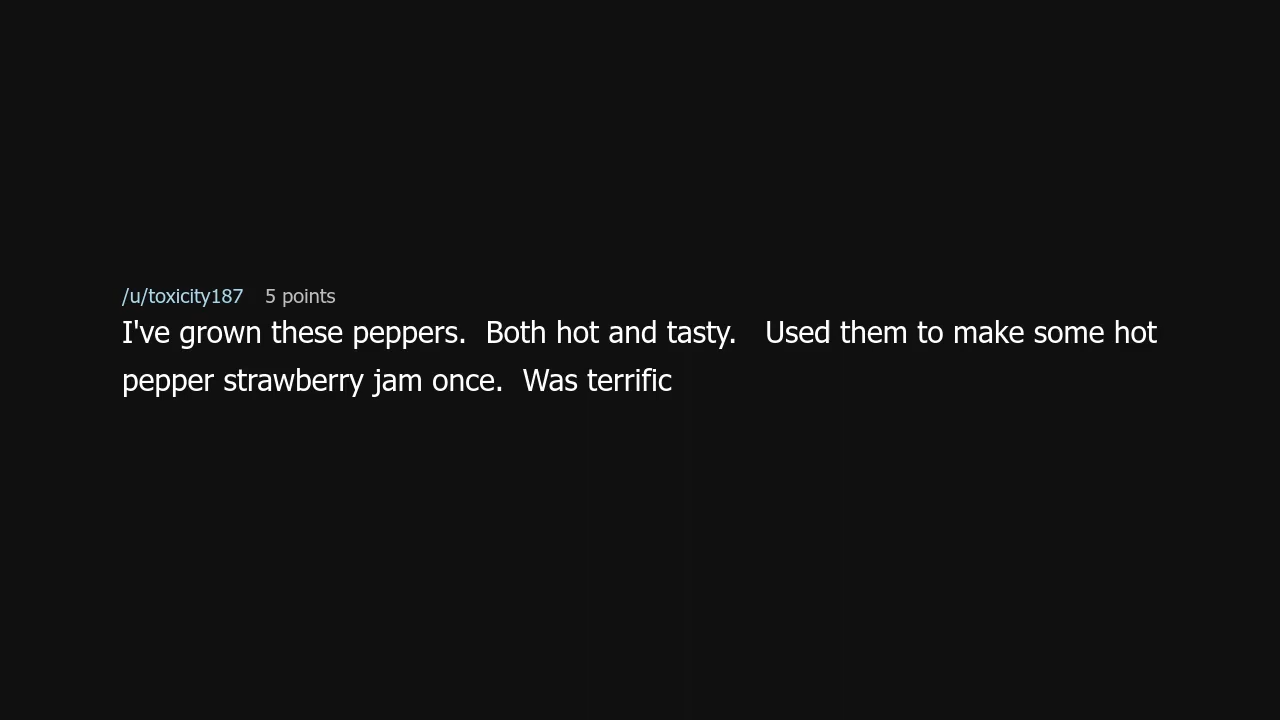 /u/toxicity187 5 points
I've grown these peppers.  Both hot and tasty.   Used them to make some hot
pepper strawberry jam once.  Was terrific